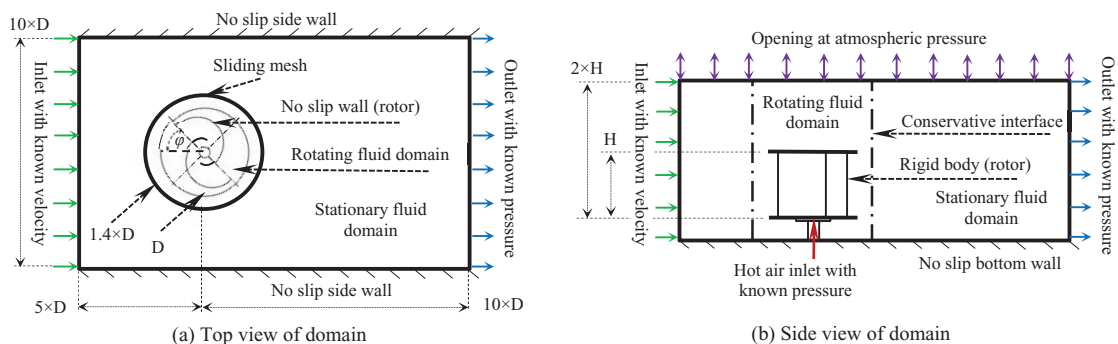 10×D
No slip side wall
Sliding mesh
No slip wall (rotor)
φ
Rotating fluid domain
Inlet with known velocity
Outlet with known pressure
Stationary fluid
domain
1.4×D
D
No slip side wall
5×D
10×D
(a) Top view of domain
Opening at atmospheric pressure
2×H
Rotating fluid
domain
Conservative interface
H
Rigid body (rotor)
Inlet with known velocity
Outlet with known pressure
Stationary fluid
domain
Hot air inlet with
known pressure
No slip bottom wall
(b) Side view of domain